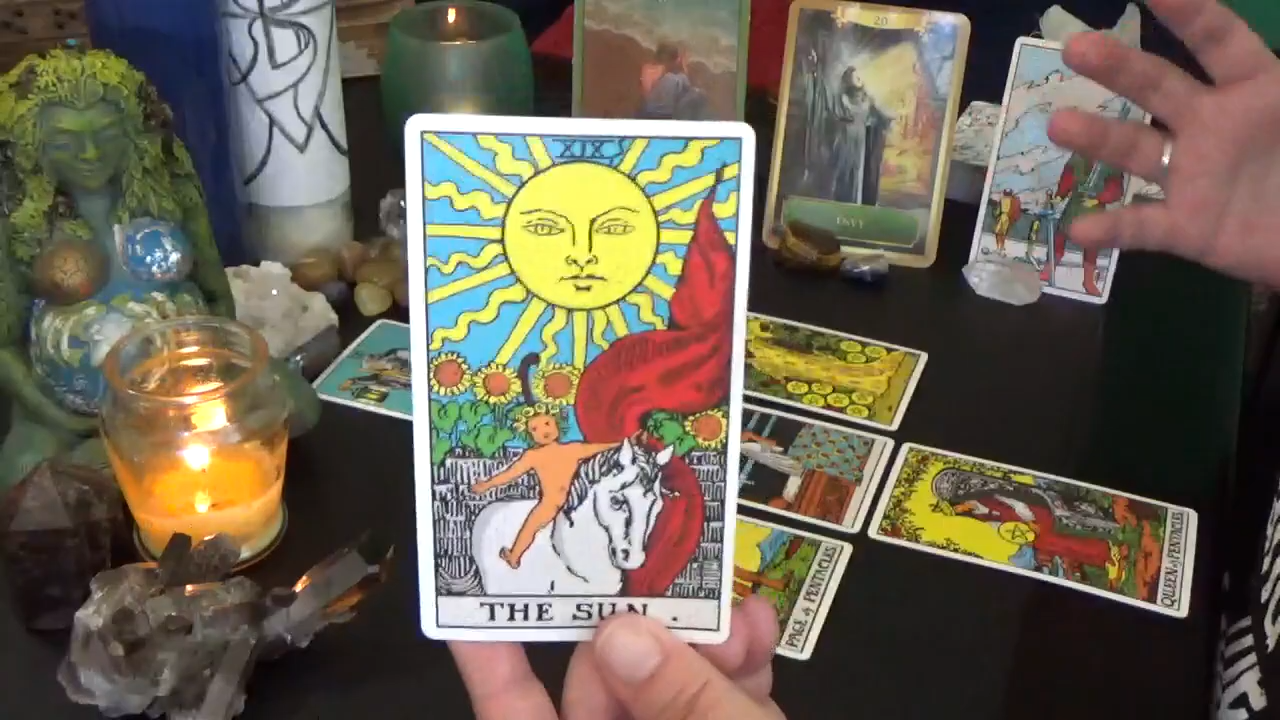 20
ENVY
XIX
THE SUN.
QUEEN of PENTACLES
PAGE of PENTACLES